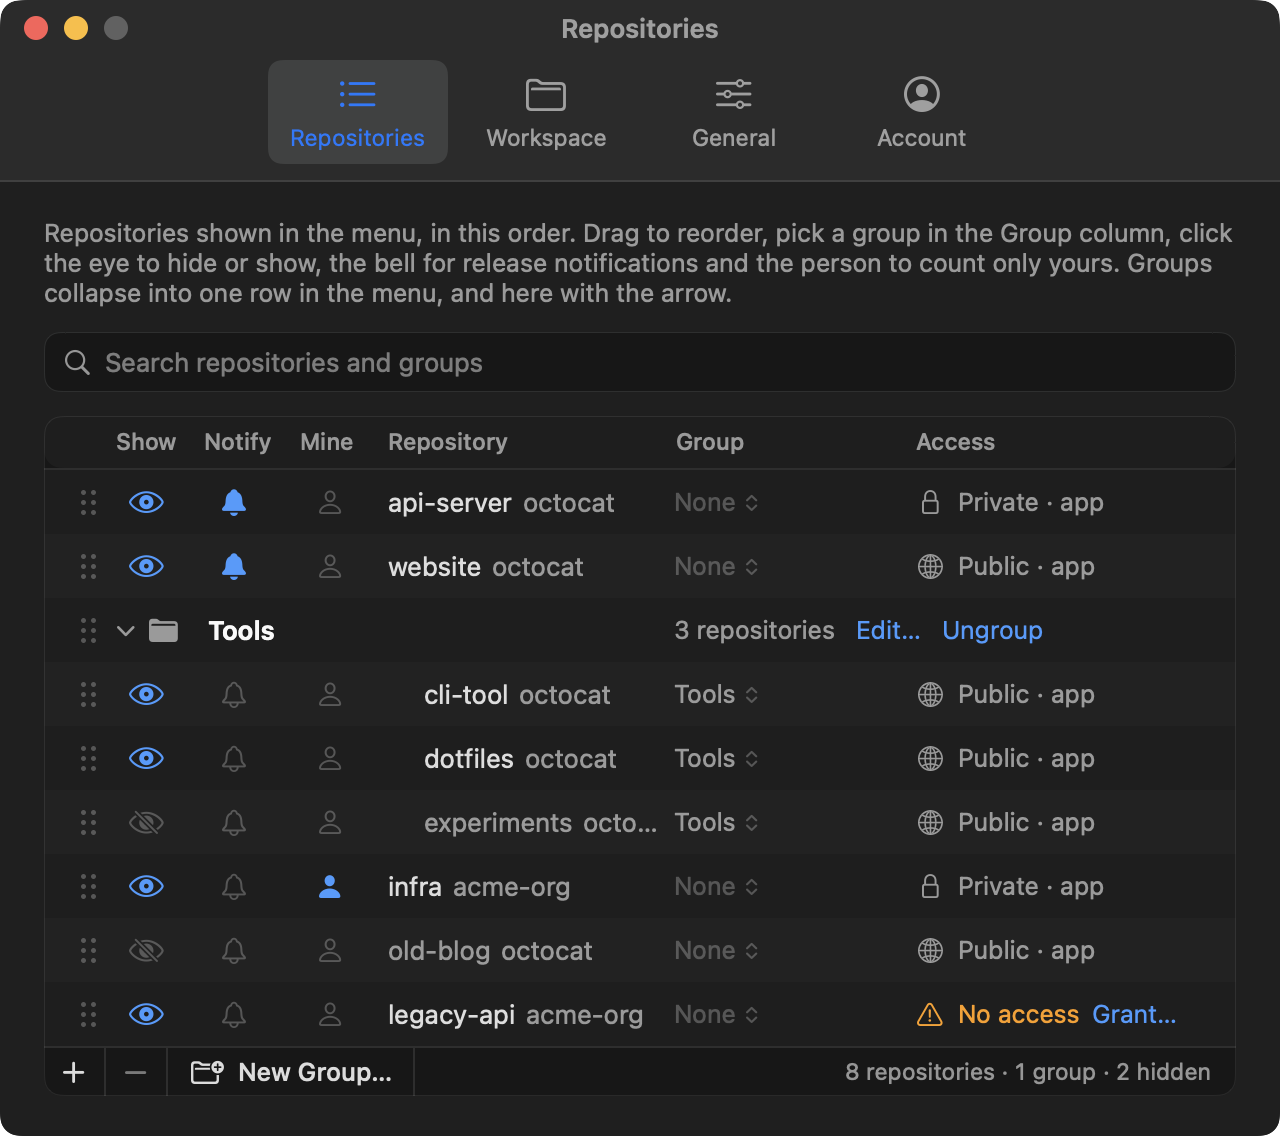 Repositories
Repositories
Workspace
General
Account
Repositories shown in the menu, in this order. Drag to reorder, pick a group in the Group column, click
the eye to hide or show, the bell for release notifications and the person to count only yours. Groups
collapse into one row in the menu, and here with the arrow.
Search repositories and groups
Show Notify Mine Repository Group Access
api-server octocat None Private · app
website octocat None Public · app
Tools 3 repositories Edit... Ungroup
cli-tool octocat Tools Public · app
dotfiles octocat Tools Public · app
experiments octo... Tools Public · app
infra acme-org None Private · app
old-blog octocat None Public · app
legacy-api acme-org None No access Grant...
New Group... 8 repositories · 1 group · 2 hidden